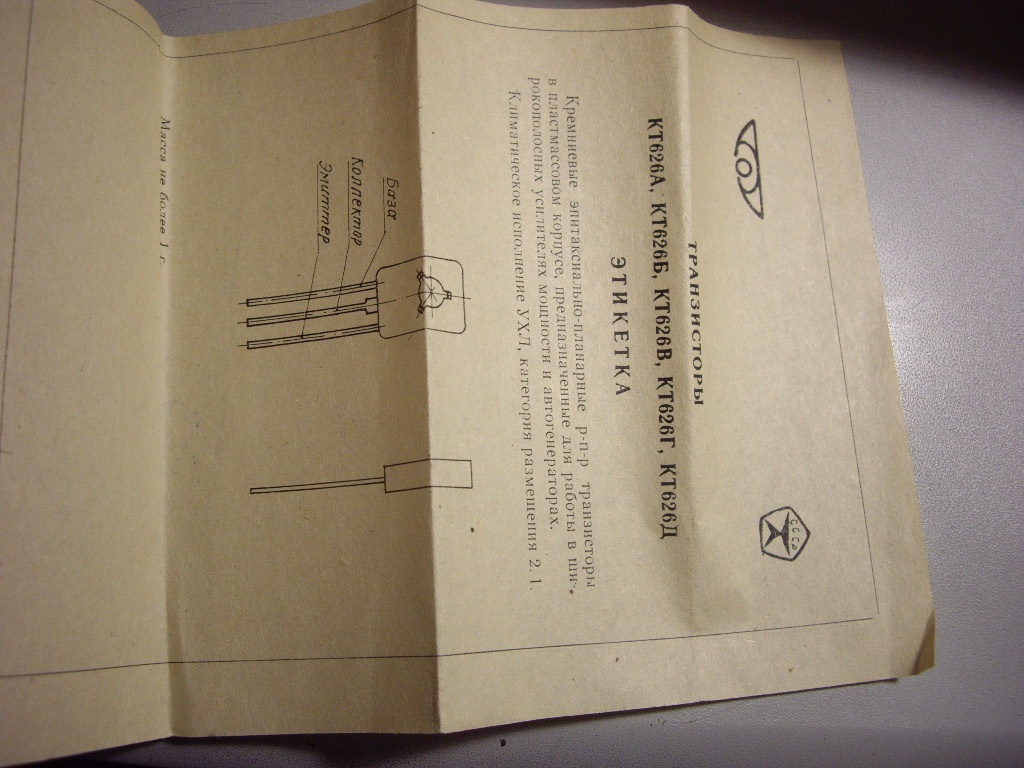 СССР
ТРАНЗИСТОРЫ
КТ626А, КТ626Б, КТ626В, КТ626Г, КТ626Д
ЭТИКЕТКА
Кремниевые эпитаксиально-планарные р-п-р транзисторы
в пластмассовом корпусе, предназначенные для работы в ши-
рокополосных усилителях мощности и автогенераторах.
Климатическое исполнение УХЛ, категория размещения 2. 1.
База
Коллектор
Эмиттер
Масса не более 1 г.